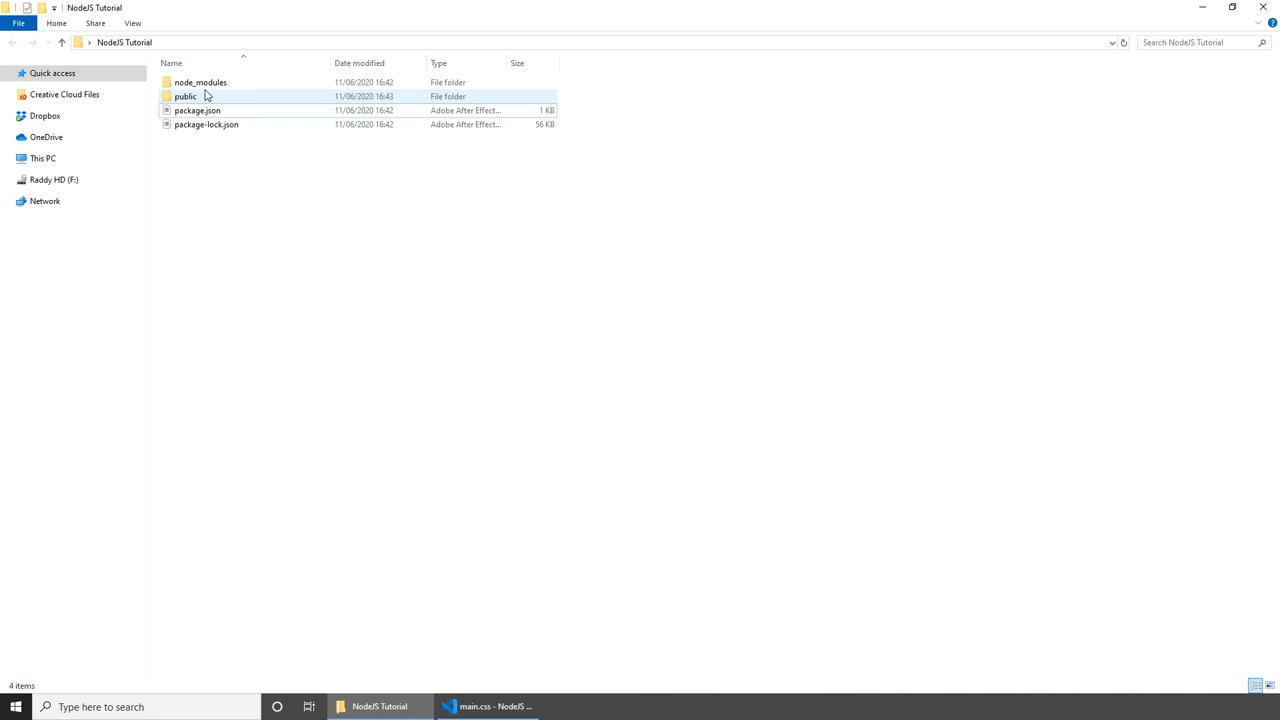 NodeJS Tutorial
File Home Share View
NodeJS Tutorial Search NodeJS Tutorial
Name Date modified Type Size
Quick access
Creative Cloud Files
Dropbox
OneDrive
This PC
Raddy HD (F:)
Network
node_modules 11/06/2020 16:42 File folder
public 11/06/2020 16:43 File folder
package.json 11/06/2020 16:42 Adobe After Effect... 1 KB
package-lock.json 11/06/2020 16:42 Adobe After Effect... 56 KB
4 items
Type here to search NodeJS Tutorial main.css - NodeJS ...